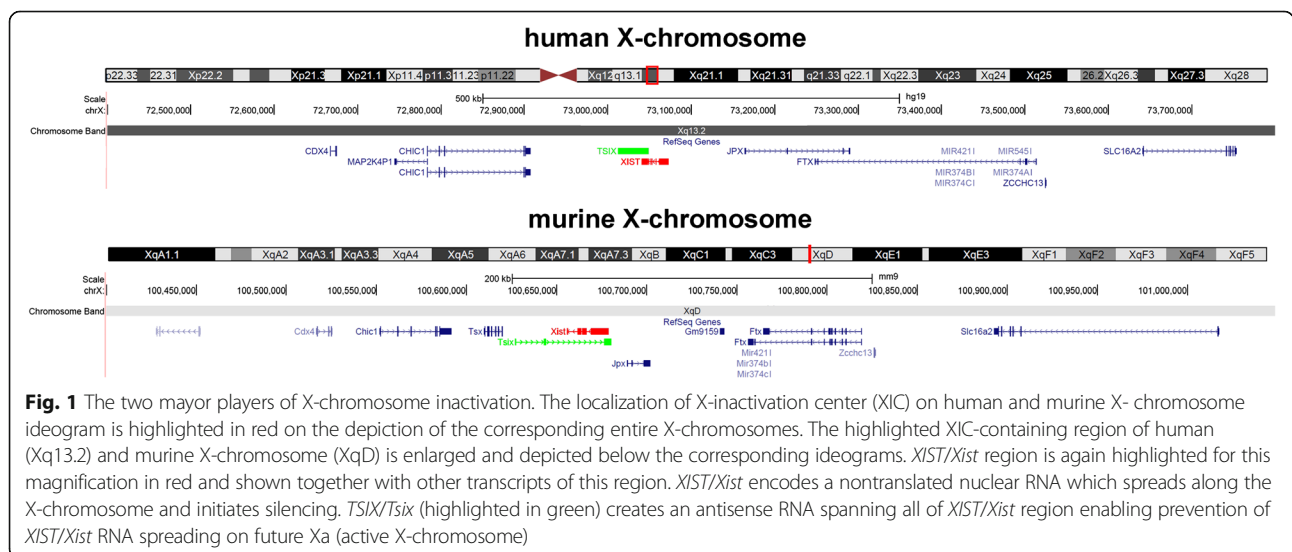 human X-chromosome
p22.33 22.31 Xp22.2 Xp21.3 Xp21.1 Xp11.4 p11.3 11.23 p11.22 Xq12 q13.1 Xq21.1 Xq21.31 q21.33 q22.1 Xq22.3 Xq23 Xq24 Xq25 26.2 Xq26.3 Xq27.3 Xq28
Scale 500 kb hg19
chrX: 72,500,000 72,600,000 72,700,000 72,800,000 72,900,000 73,000,000 73,100,000 73,200,000 73,300,000 73,400,000 73,500,000 73,600,000 73,700,000
Chromosome Band Xq13.2
RefSeq Genes
CDX4 CHIC1 TSIX JPX MIR421 MIR545 SLC16A2
MAP2K4P1 XIST FTX
CHIC1 MIR374B MIR374A
MIR374C ZCCHC13
murine X-chromosome
XqA1.1 XqA2 XqA3.1 XqA3.3 XqA4 XqA5 XqA6 XqA7.1 XqA7.3 XqB XqC1 XqC3 XqD XqE1 XqE3 XqF1 XqF2 XqF3 XqF4 XqF5
Scale 200 kb mm9
chrX: 100,450,000 100,500,000 100,550,000 100,600,000 100,650,000 100,700,000 100,750,000 100,800,000 100,850,000 100,900,000 100,950,000 101,000,000
Chromosome Band XqD
RefSeq Genes
Cdx4 Chic1 Tsx Xist Gm9159 Ftx Slc16a2
Tsix Ftx
Mir421 Zcchc13
Jpx Mir374b
Mir374c
Fig. 1 The two mayor players of X-chromosome inactivation. The localization of X-inactivation center (XIC) on human and murine X- chromosome
ideogram is highlighted in red on the depiction of the corresponding entire X-chromosomes. The highlighted XIC-containing region of human
(Xq13.2) and murine X-chromosome (XqD) is enlarged and depicted below the corresponding ideograms. XIST/Xist region is again highlighted for this
magnification in red and shown together with other transcripts of this region. XIST/Xist encodes a nontranslated nuclear RNA which spreads along the
X-chromosome and initiates silencing. TSIX/Tsix (highlighted in green) creates an antisense RNA spanning all of XIST/Xist region enabling prevention of
XIST/Xist RNA spreading on future Xa (active X-chromosome)